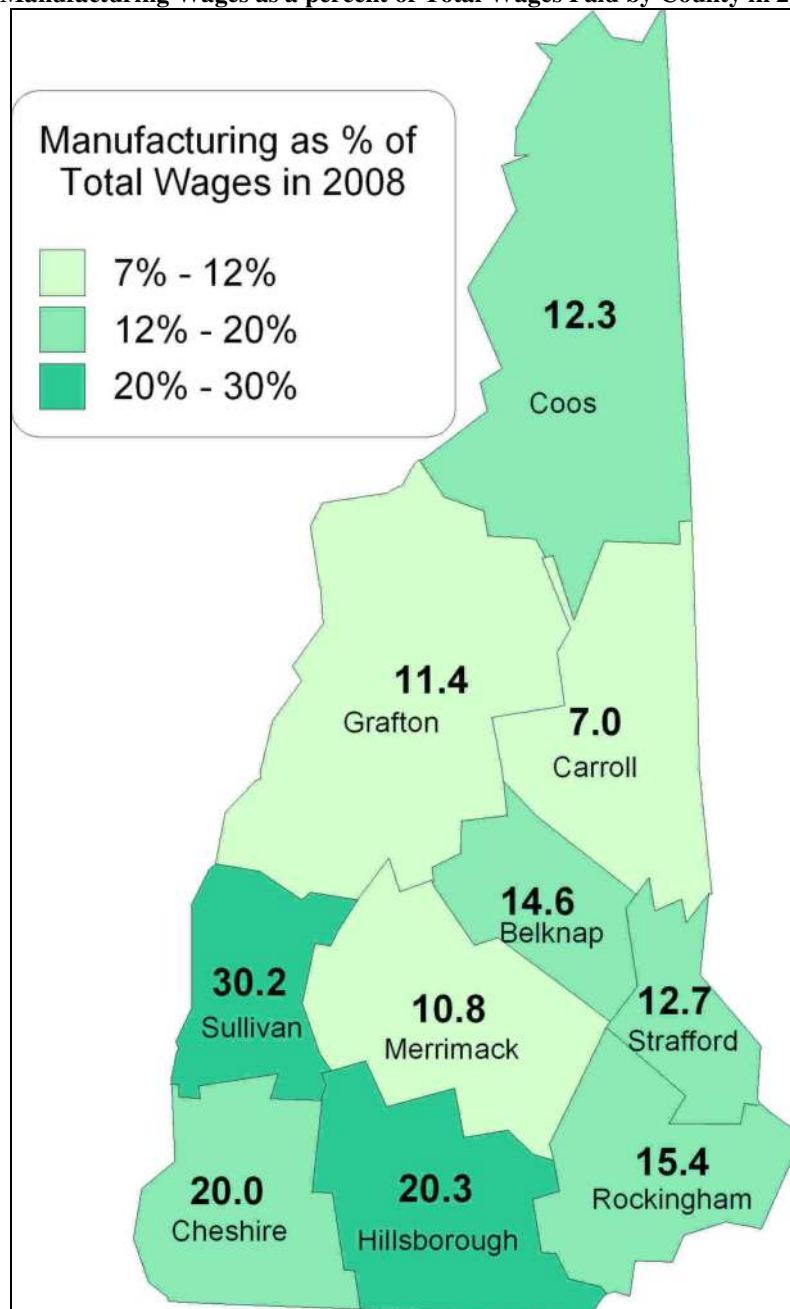 Manufacturing Wages as a percent of Total Wages Paid by County in 2
Manufacturing as % of
Total Wages in 2008
7% - 12%
12% - 20%
20% - 30%
12.3
Coos
11.4
Grafton
7.0
Carroll
14.6
Belknap
30.2
Sullivan
10.8
Merrimack
12.7
Strafford
20.0
Cheshire
20.3
Hillsborough
15.4
Rockingham